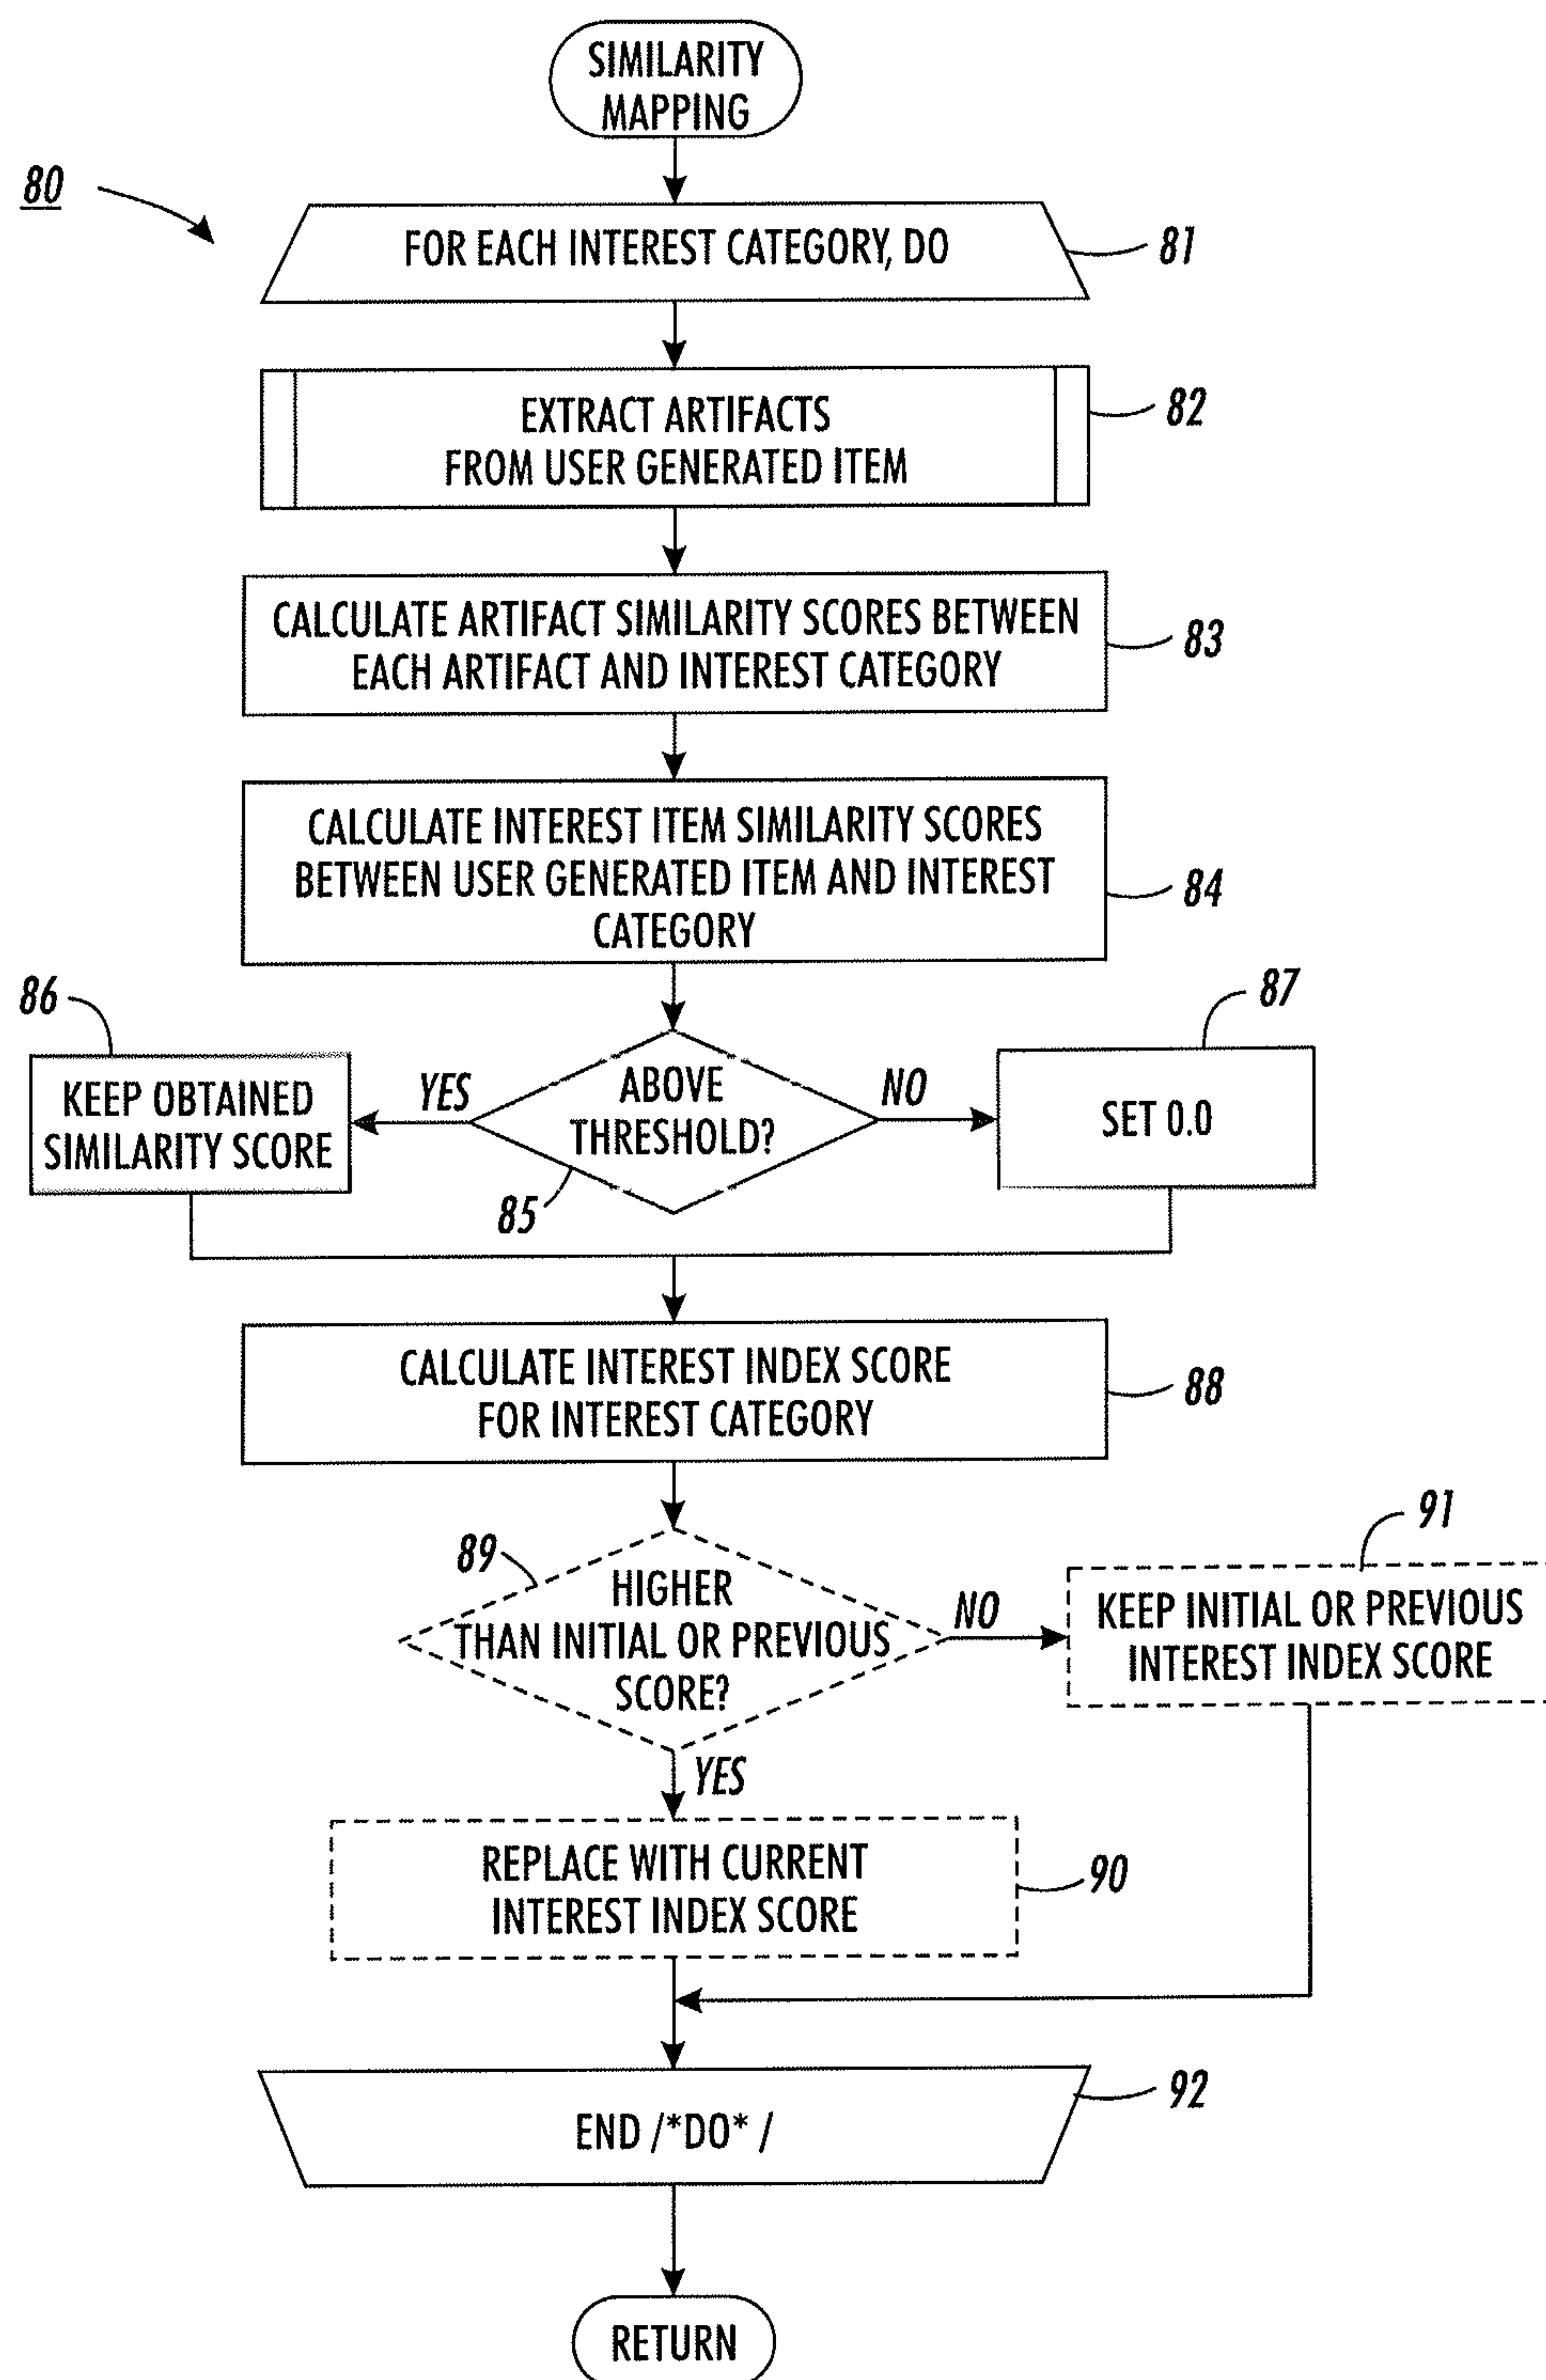 SIMILARITY
MAPPING
80
FOR EACH INTEREST CATEGORY, DO
81
EXTRACT ARTIFACTS
FROM USER GENERATED ITEM
82
CALCULATE ARTIFACT SIMILARITY SCORES BETWEEN
EACH ARTIFACT AND INTEREST CATEGORY
83
CALCULATE INTEREST ITEM SIMILARITY SCORES
BETWEEN USER GENERATED ITEM AND INTEREST
CATEGORY
84
86
KEEP OBTAINED
SIMILARITY SCORE
YES
ABOVE
THRESHOLD?
85
NO
87
SET 0.0
CALCULATE INTEREST INDEX SCORE
FOR INTEREST CATEGORY
88
89
HIGHER
THAN INITIAL OR PREVIOUS
SCORE?
NO
91
KEEP INITIAL OR PREVIOUS
INTEREST INDEX SCORE
YES
REPLACE WITH CURRENT
INTEREST INDEX SCORE
90
END /*DO* /
92
RETURN